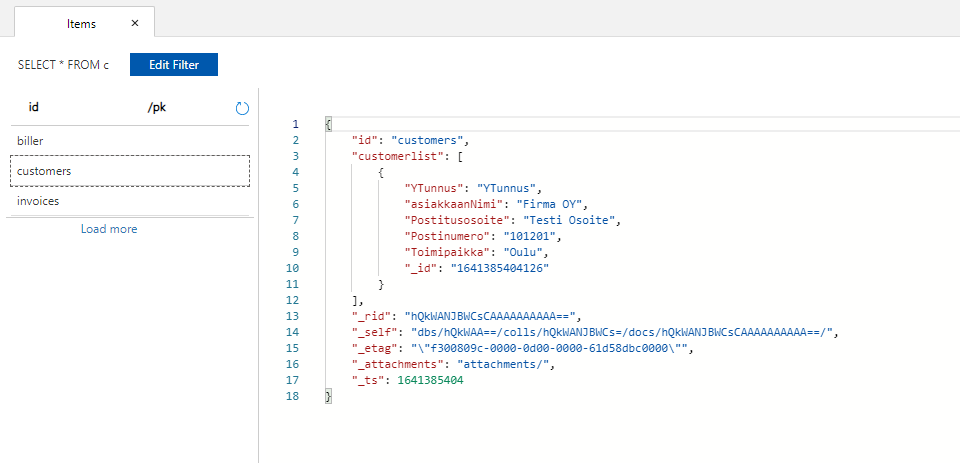 Items ×
SELECT * FROM c Edit Filter
id /pk
biller
customers
invoices
Load more
1 {
2 "id": "customers",
3 "customerlist": [
4 {
5 "YTunnus": "YTunnus",
6 "asiakkaanNimi": "Firma OY",
7 "Postitusosoite": "Testi Osoite",
8 "Postinumero": "101201",
9 "Toimipaikka": "Oulu",
10 "_id": "1641385404126"
11 }
12 ],
13 "_rid": "hQkWANJBWCsCAAAAAAAAAA==",
14 "_self": "dbs/hQkWAA==/colls/hQkWANJBWCs=/docs/hQkWANJBWCsCAAAAAAAAAA==/",
15 "_etag": "\"f300809c-0000-0d00-0000-61d58dbc0000\"",
16 "_attachments": "attachments/",
17 "_ts": 1641385404
18 }